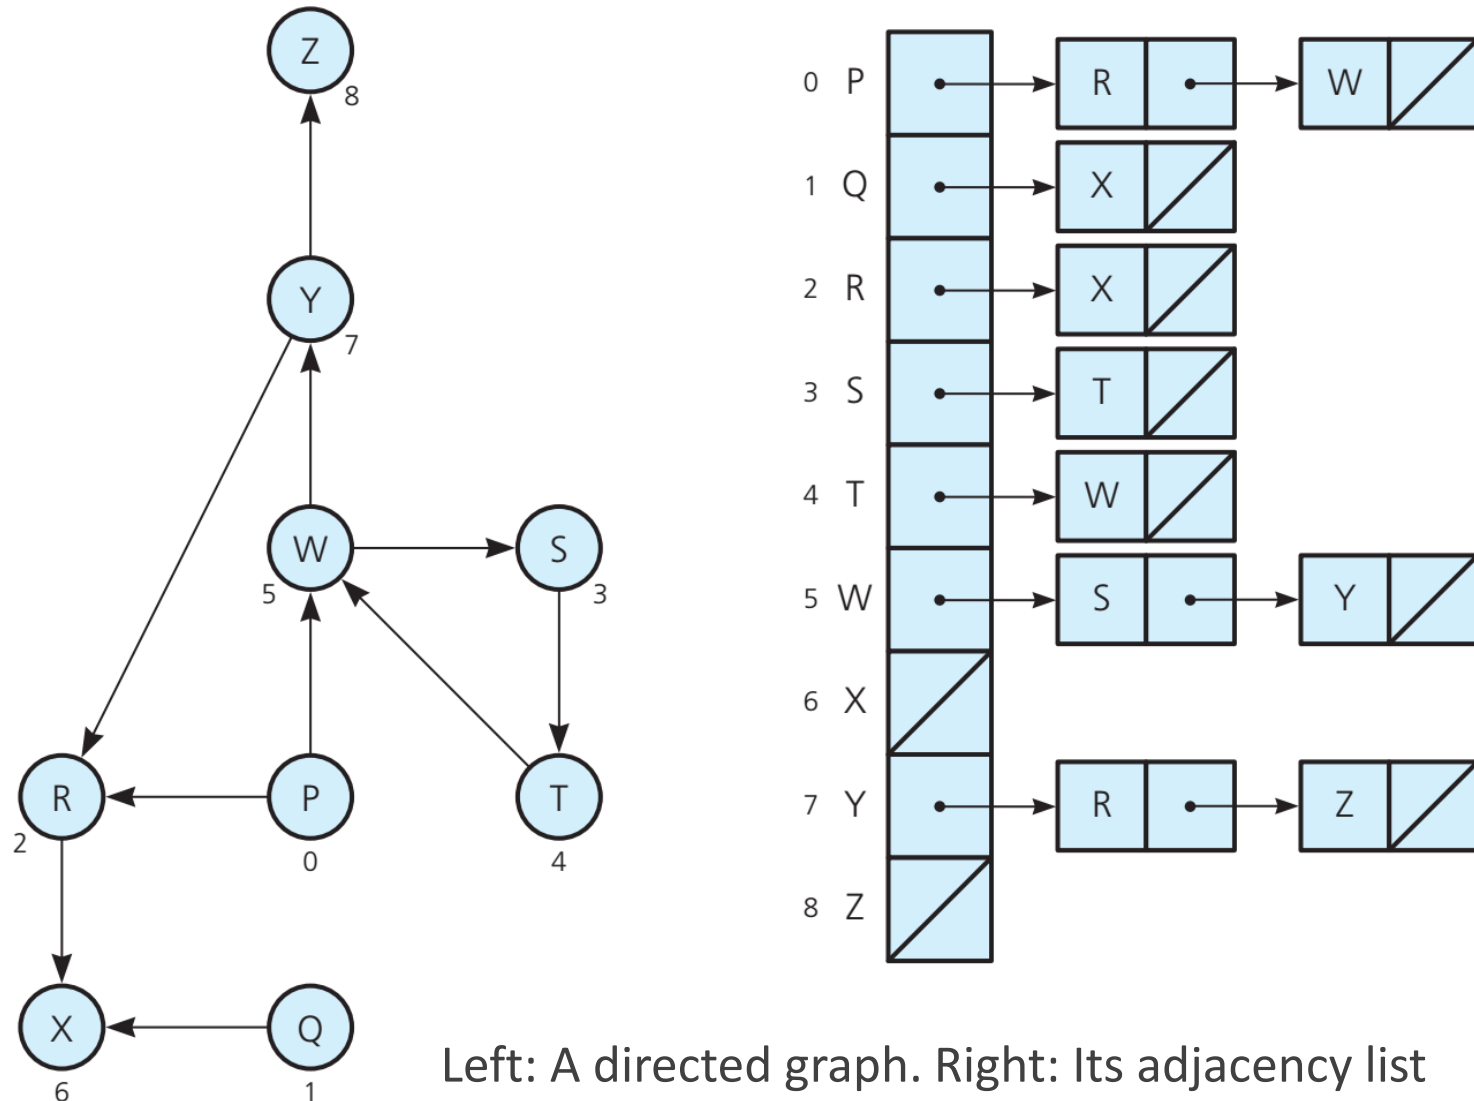 Z
8
Y
7
W
5
S
3
R
2
P
0
T
4
X
6
Q
1
0 P R W
1 Q X
2 R X
3 S T
4 T W
5 W S Y
6 X
7 Y R Z
8 Z
Left: A directed graph. Right: Its adjacency list